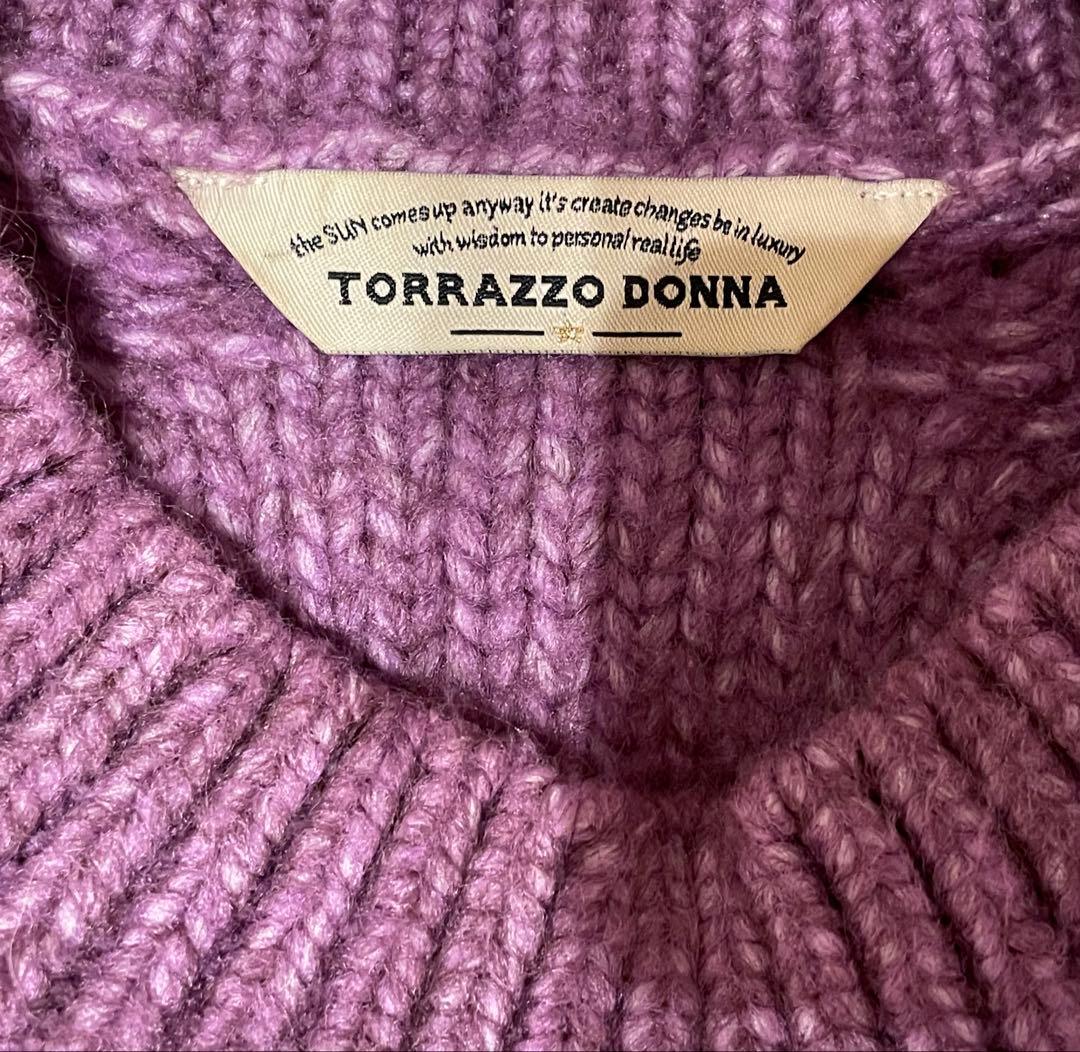 the SUN comes up anyway it's create changes be in luxury
with wisdom to personal real life
TORRAZZO DONNA